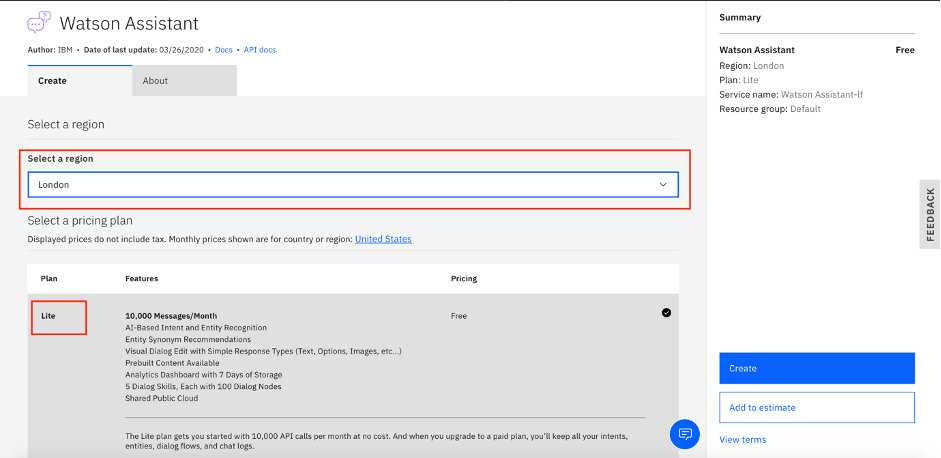 Watson Assistant
Author: IBM • Date of last update: 03/26/2020 • Docs • API docs
Create
About
Select a region
Select a region
London
Select a pricing plan
Displayed prices do not include tax. Monthly prices shown are for country or region: United States
Plan
Features
Pricing
Lite
10,000 Messages/Month
AI-Based Intent and Entity Recognition
Entity Synonym Recommendations
Visual Dialog Edit with Simple Response Types (Text, Options, Images, etc...)
Prebuilt Content Available
Analytics Dashboard with 7 Days of Storage
5 Dialog Skills, Each with 100 Dialog Nodes
Shared Public Cloud
Free
The Lite plan gets you started with 10,000 API calls per month at no cost. And when you upgrade to a paid plan, you'll keep all your intents,
entities, dialog flows, and chat logs.
Summary
Watson Assistant
Free
Region: London
Plan: Lite
Service name: Watson Assistant-lf
Resource group: Default
FEEDBACK
Create
Add to estimate
View terms